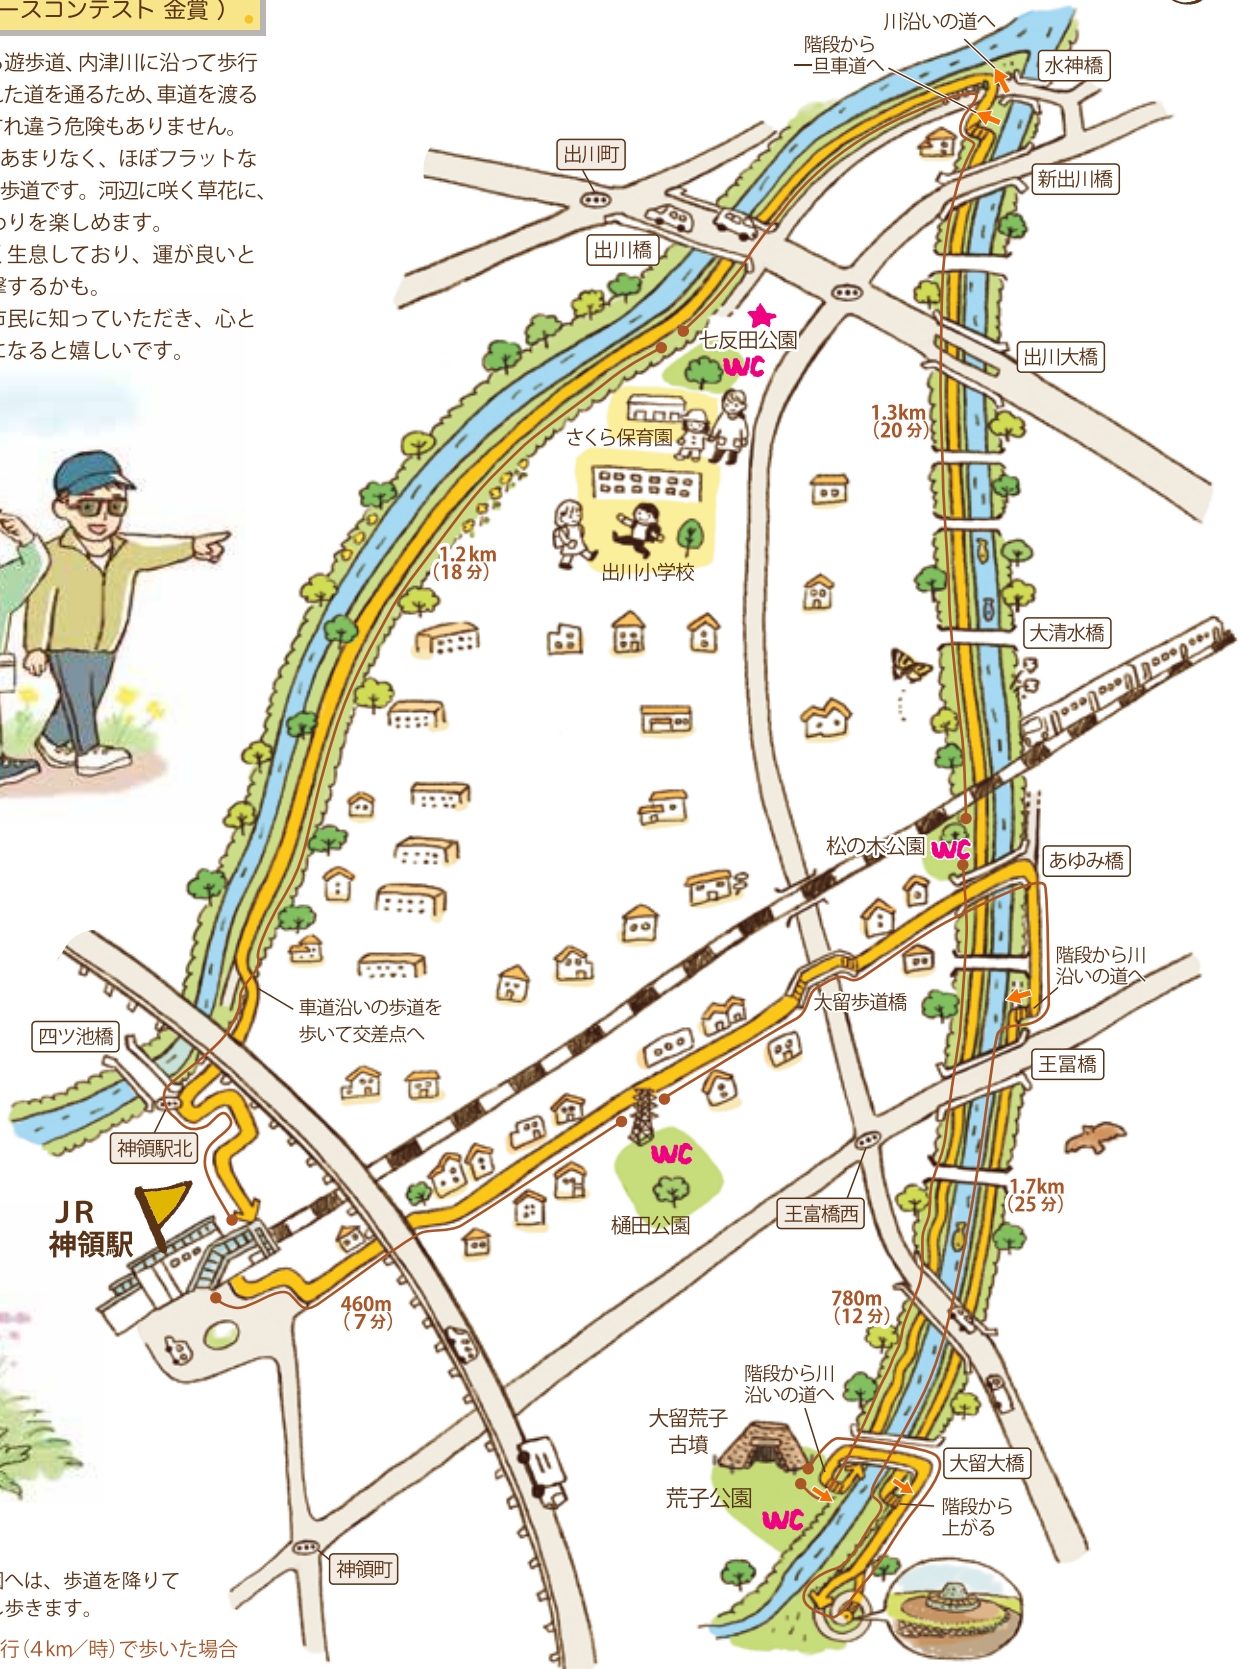 ースコンテスト 金賞 ）
遊歩道、内津川に沿って歩行
た道を通るため、車道を渡る
すれ違う危険もありません。
あまりなく、ほぼフラットな
歩道です。河辺に咲く草花に、
わりを楽しめます。
生息しており、運が良いと
撃するかも。
市民に知っていただき、心と
になると嬉しいです。
川沿いの道へ
階段から
一旦車道へ
水神橋
出川町
新出川橋
出川橋
七反田公園
WC
出川大橋
1.3km
（20 分）
さくら保育園
1.2 km
（18 分）
出川小学校
大清水橋
松の木公園
WC
あゆみ橋
階段から川
沿いの道へ
車道沿いの歩道を
歩いて交差点へ
大留歩道橋
四ツ池橋
王冨橋
神領駅北
WC
樋田公園
1.7km
（25 分）
王富橋西
JR
神領駅
460m
（7 分）
780m
（12 分）
階段から川
沿いの道へ
大留荒子
古墳
大留大橋
荒子公園
WC
階段から
上がる
神領町
園へは、歩道を降りて
し歩きます。
行（4 km／時）で歩いた場合